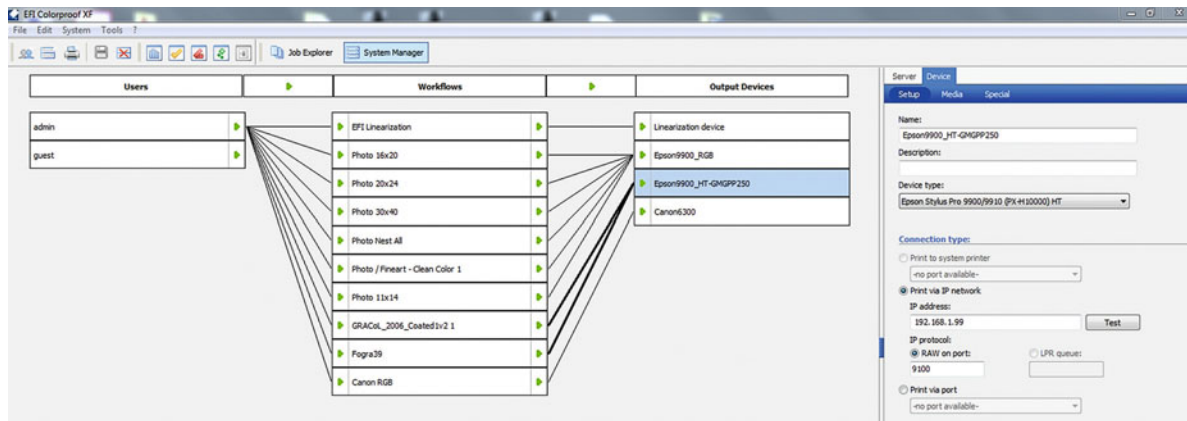 EFI Colorproof XF
File Edit System Tools ?
Job Explorer System Manager
Users Workflows Output Devices
admin
guest
EFI Linearization
Photo 16x20
Photo 20x24
Photo 30x40
Photo Nest All
Photo / Fineart - Clean Color 1
Photo 11x14
GRACoL_2006_Coated1v2 1
Fogra39
Canon RGB
Linearization device
Epson9900_RGB
Epson9900_HT-GMGPP250
Canon6300
Server Device
Setup Media Special
Name:
Epson9900_HT-GMGPP250
Description:
Device type:
Epson Stylus Pro 9900/9910 (PX-H10000) HT
Connection type:
Print to system printer
-no port available-
Print via IP network
IP address:
192.168.1.99 Test
IP protocol:
RAW on port: LPR queue:
9100
Print via port
-no port available-